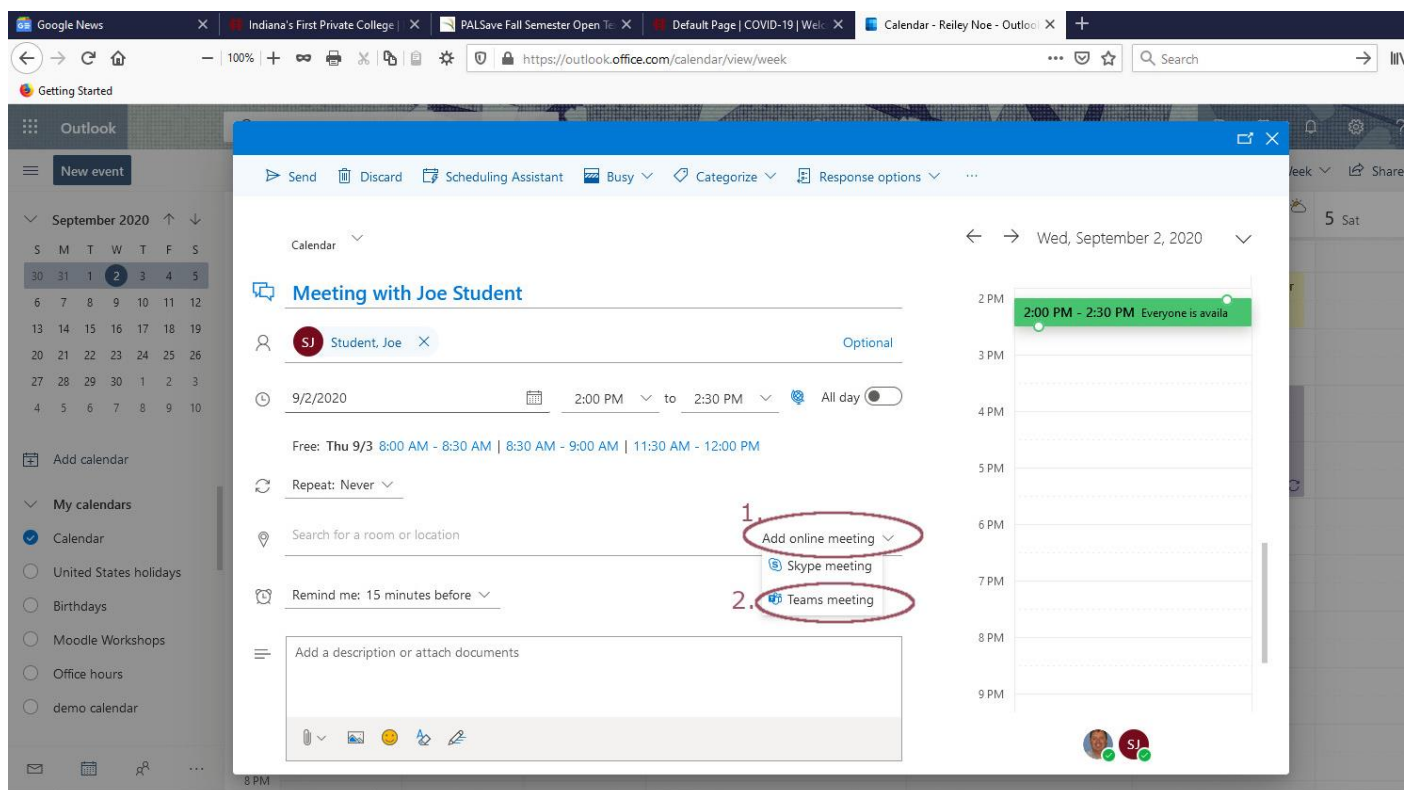 Google News Indiana's First Private College | PALSave Fall Semester Open Te Default Page | COVID-19 | Welc Calendar - Reiley Noe - Outloo
100% https://outlook.office.com/calendar/view/week Search
Getting Started
Outlook
New event
Send Discard Scheduling Assistant Busy Categorize Response options ...
eek Share
September 2020
S M T W T F S
30 31 1 2 3 4 5
6 7 8 9 10 11 12
13 14 15 16 17 18 19
20 21 22 23 24 25 26
27 28 29 30 1 2 3
4 5 6 7 8 9 10
Add calendar
My calendars
Calendar
United States holidays
Birthdays
Moodle Workshops
Office hours
demo calendar
Calendar
Meeting with Joe Student
SJ Student, Joe Optional
9/2/2020 2:00 PM to 2:30 PM All day
Free: Thu 9/3 8:00 AM - 8:30 AM | 8:30 AM - 9:00 AM | 11:30 AM - 12:00 PM
Repeat: Never
1.
Search for a room or location Add online meeting
Skype meeting
Remind me: 15 minutes before 2. Teams meeting
Add a description or attach documents
Wed, September 2, 2020
2 PM
2:00 PM - 2:30 PM Everyone is availa
3 PM
4 PM
5 PM
6 PM
7 PM
8 PM
9 PM
SJ
5 Sat
r
8 PM